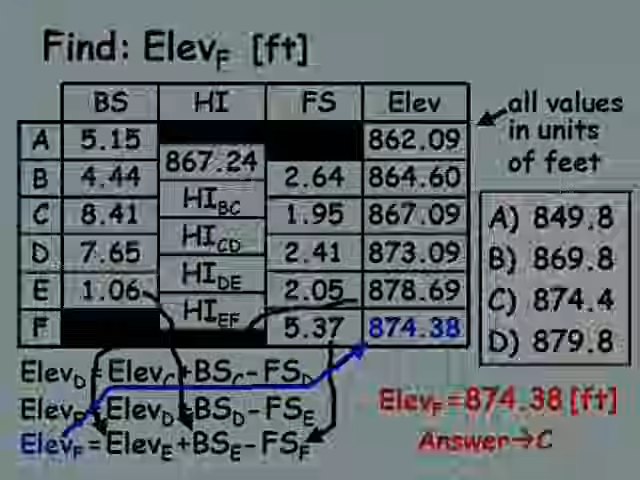 Find: Elev_F [ft]
BS HI FS Elev
A 5.15 862.09
867.24
B 4.44 2.64 864.60
HI_BC
C 8.41 1.95 867.09
HI_CD
D 7.65 2.41 873.09
HI_DE
E 1.06 2.05 878.69
HI_EF
F 5.37 874.38
all values
in units
of feet
A) 849.8
B) 869.8
C) 874.4
D) 879.8
Elev_D = Elev_C + BS_C - FS_D
Elev_E = Elev_D + BS_D - FS_E
Elev_F = Elev_E + BS_E - FS_F
Elev_F = 874.38 [ft]
Answer → C